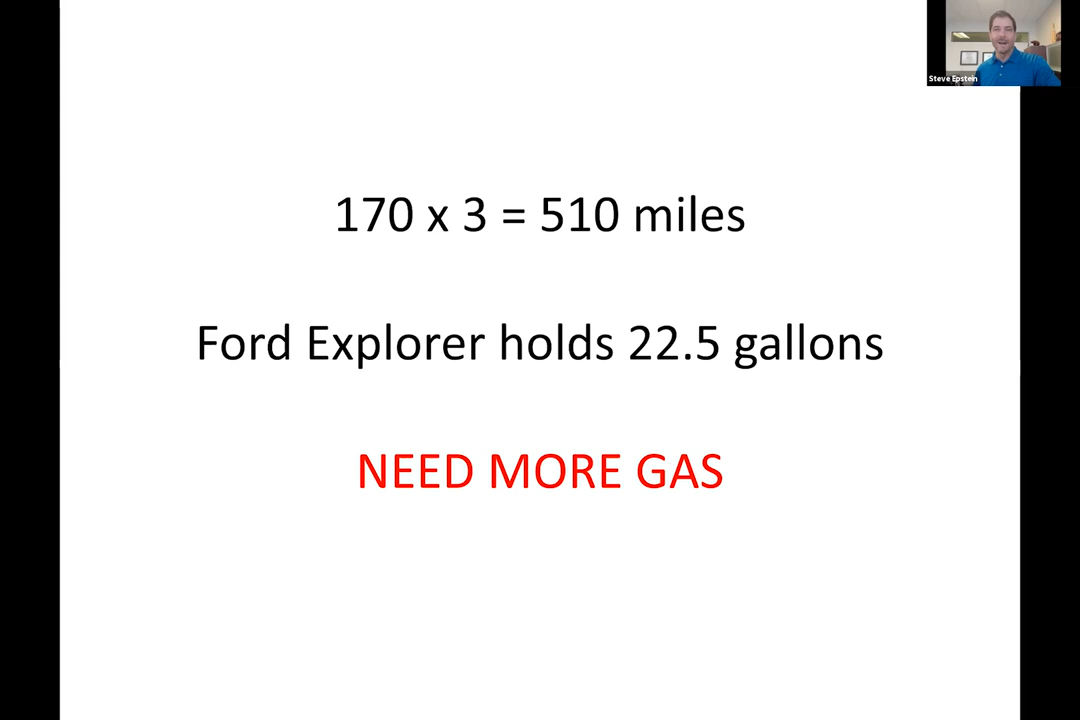 Steve Epstein
170 x 3 = 510 miles
Ford Explorer holds 22.5 gallons
NEED MORE GAS